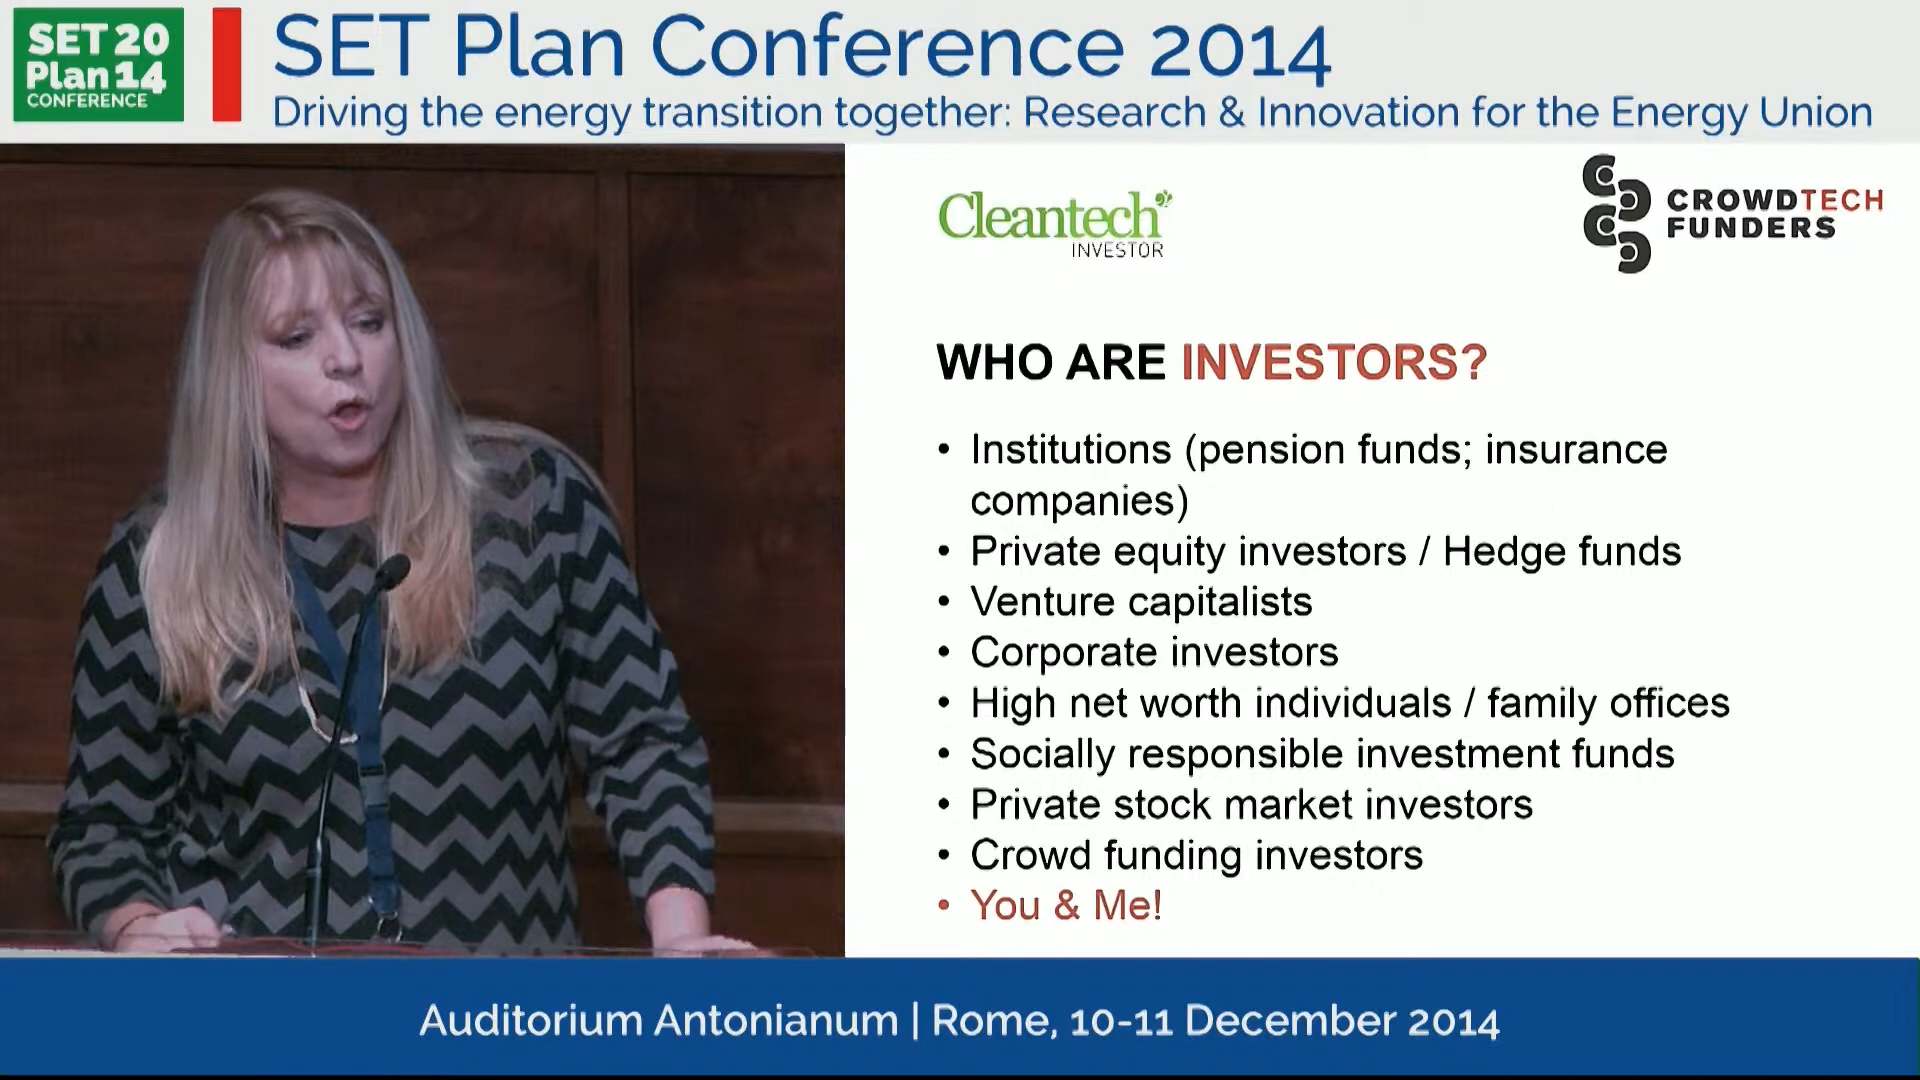 SET 20
Plan 14
CONFERENCE
SET Plan Conference 2014
Driving the energy transition together: Research & Innovation for the Energy Union
Cleantech
INVESTOR
CROWDTECH
FUNDERS
WHO ARE INVESTORS?
• Institutions (pension funds; insurance
companies)
• Private equity investors / Hedge funds
• Venture capitalists
• Corporate investors
• High net worth individuals / family offices
• Socially responsible investment funds
• Private stock market investors
• Crowd funding investors
• You & Me!
Auditorium Antonianum | Rome, 10-11 December 2014